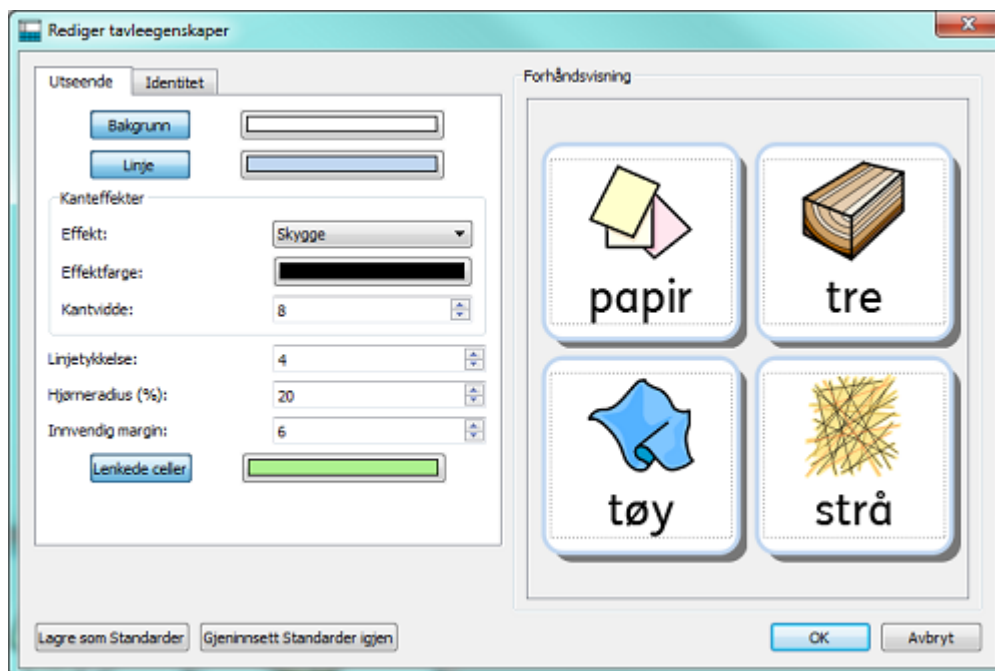 Rediger tavleegenskaper
Utseende
Identitet
Bakgrunn
Linje
Kanteffekter
Effekt:
Skygge
Effektfarge:
Kantvidde:
8
Linjetykkelse:
4
Hjørneradius (%):
20
Innvendig margin:
6
Lenkede celler
Forhåndsvisning
papir
tre
tøy
strå
Lagre som Standarder
Gjeninnsett Standarder igjen
OK
Avbryt